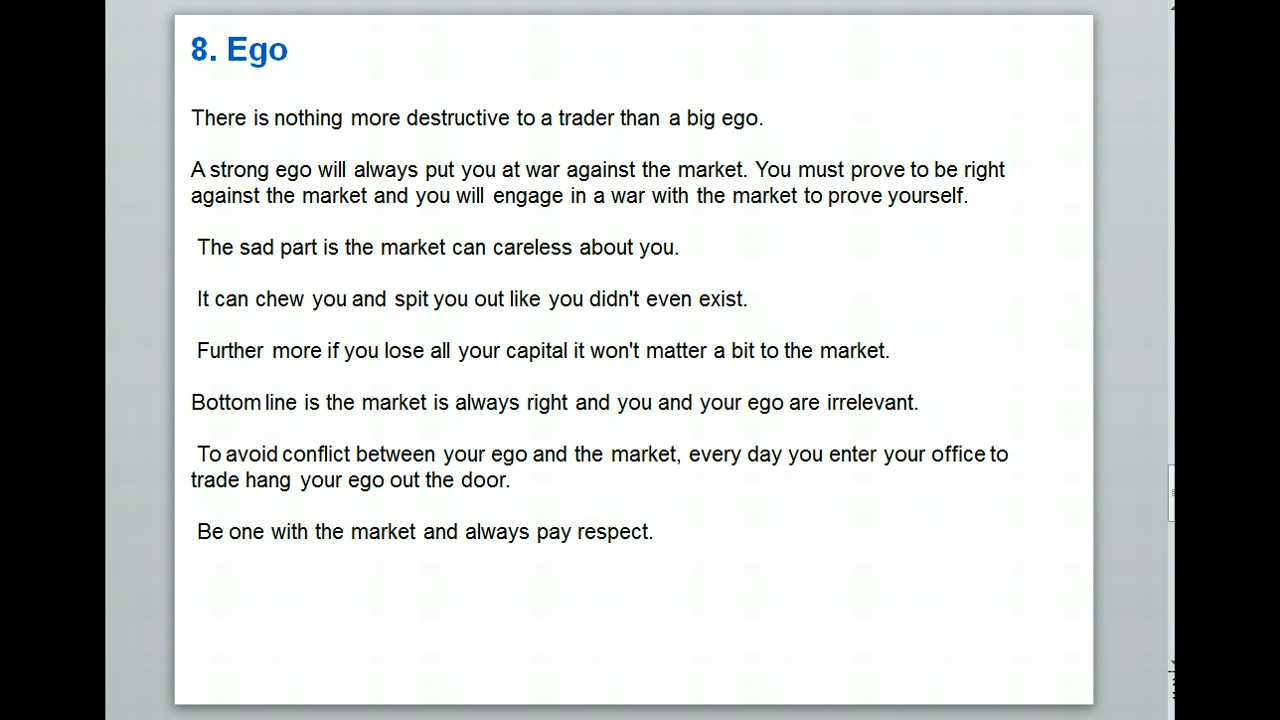 8. Ego
There is nothing more destructive to a trader than a big ego.
A strong ego will always put you at war against the market. You must prove to be right
against the market and you will engage in a war with the market to prove yourself.
The sad part is the market can careless about you.
It can chew you and spit you out like you didn't even exist.
Further more if you lose all your capital it won't matter a bit to the market.
Bottom line is the market is always right and you and your ego are irrelevant.
To avoid conflict between your ego and the market, every day you enter your office to
trade hang your ego out the door.
Be one with the market and always pay respect.